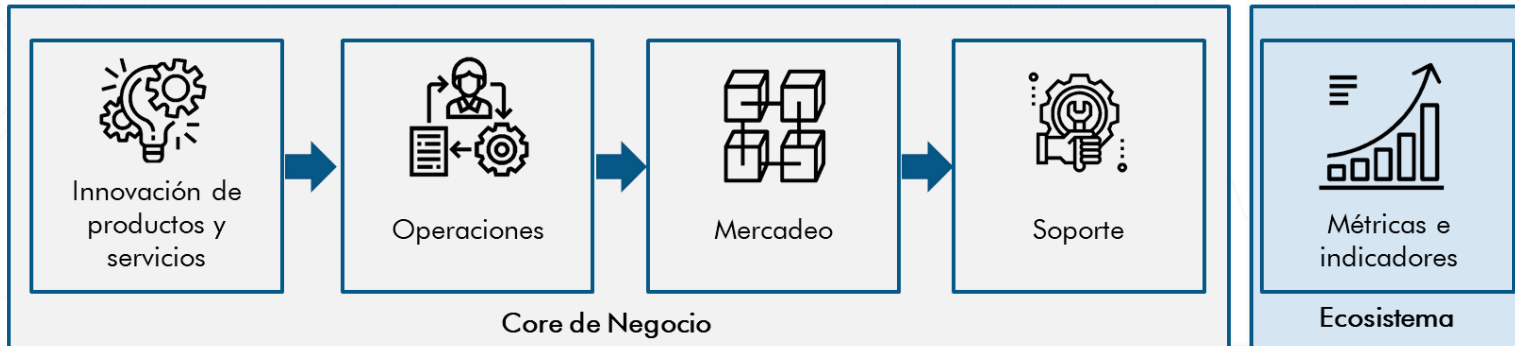 Innovación de
productos y
servicios
Operaciones
Mercadeo
Soporte
Core de Negocio
Métricas e
indicadores
Ecosistema